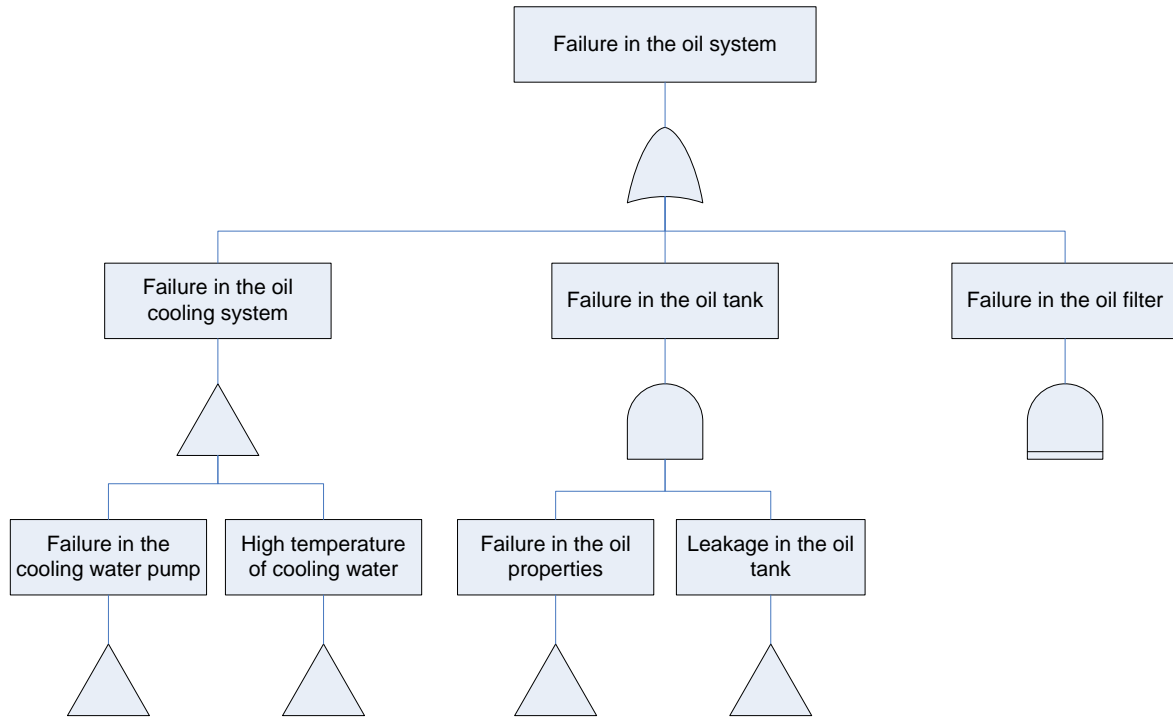 Failure in the oil system
Failure in the oil
cooling system
Failure in the oil tank
Failure in the oil filter
Failure in the
cooling water pump
High temperature
of cooling water
Failure in the oil
properties
Leakage in the oil
tank